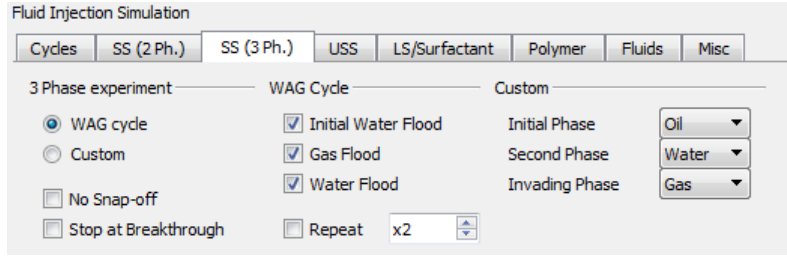 Fluid Injection Simulation
Cycles SS (2 Ph.) SS (3 Ph.) USS LS/Surfactant Polymer Fluids Misc
3 Phase experiment WAG Cycle Custom
WAG cycle Initial Water Flood Initial Phase Oil
Custom Gas Flood Second Phase Water
Water Flood Invading Phase Gas
No Snap-off
Stop at Breakthrough Repeat x2